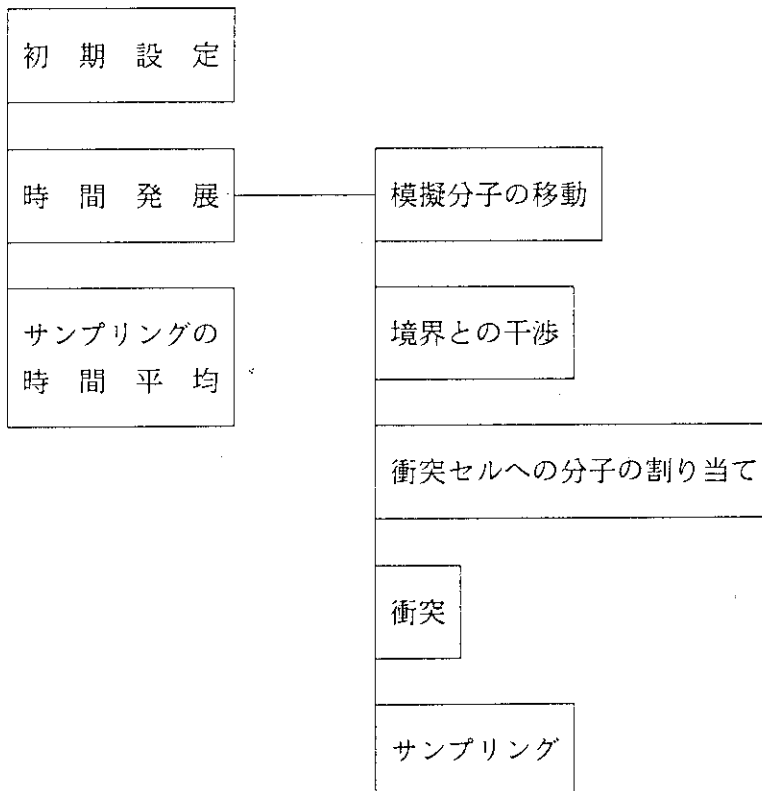 初期設定
時間発展
サンプリングの
時間平均
模擬分子の移動
境界との干渉
衝突セルへの分子の割り当て
衝突
サンプリング